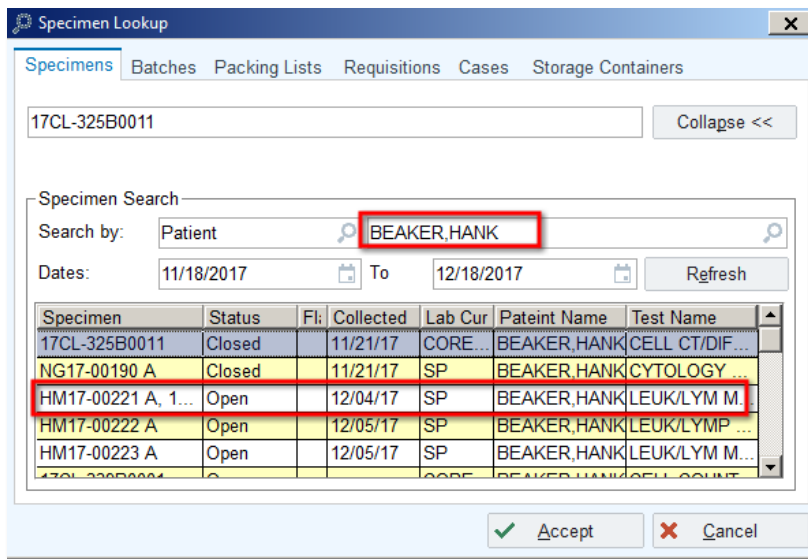 Specimen Lookup
Specimens Batches Packing Lists Requisitions Cases Storage Containers
17CL-325B0011 Collapse <<
Specimen Search
Search by: Patient BEAKER,HANK
Dates: 11/18/2017 To 12/18/2017 Refresh
Specimen Status Collected Lab Cur Pateint Name Test Name
17CL-325B0011 Closed 11/21/17 CORE... BEAKER,HANK CELL CT/DIF...
NG17-00190 A Closed 11/21/17 SP BEAKER,HANK CYTOLOGY ...
HM17-00221 A, 1... Open 12/04/17 SP BEAKER,HANK LEUK/LYM M...
HM17-00222 A Open 12/05/17 SP BEAKER,HANK LEUK/LYMP ...
HM17-00223 A Open 12/05/17 SP BEAKER,HANK LEUK/LYM M...
Accept Cancel